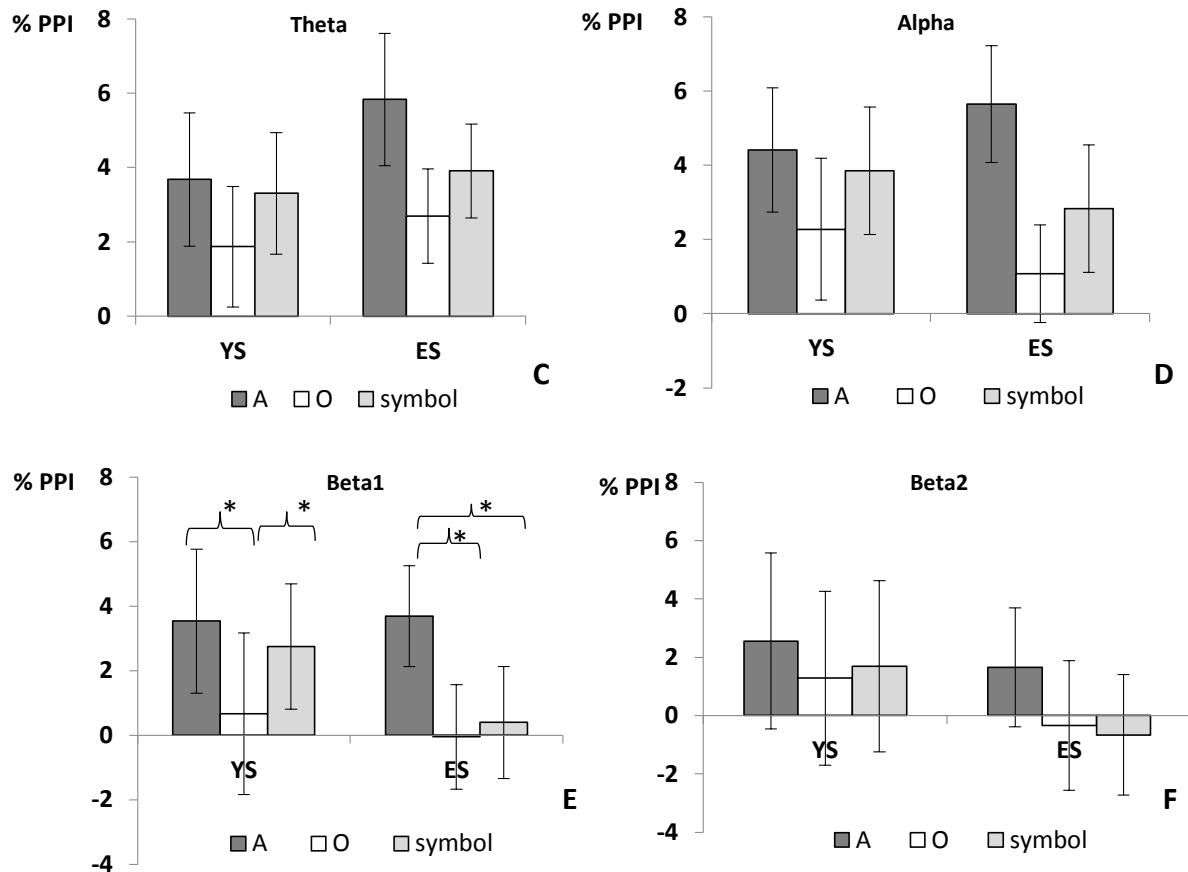 % PPI
Theta
8
6
4
2
0
YS ES
C
A O symbol
% PPI
Alpha
8
6
4
2
0
-2
YS ES
D
A O symbol
% PPI
Beta1
8
6
4
2
0
-2
-4
* *
* *
YS ES
E
A O symbol
% PPI
Beta2
8
6
4
2
0
-2
-4
YS ES
F
A O symbol